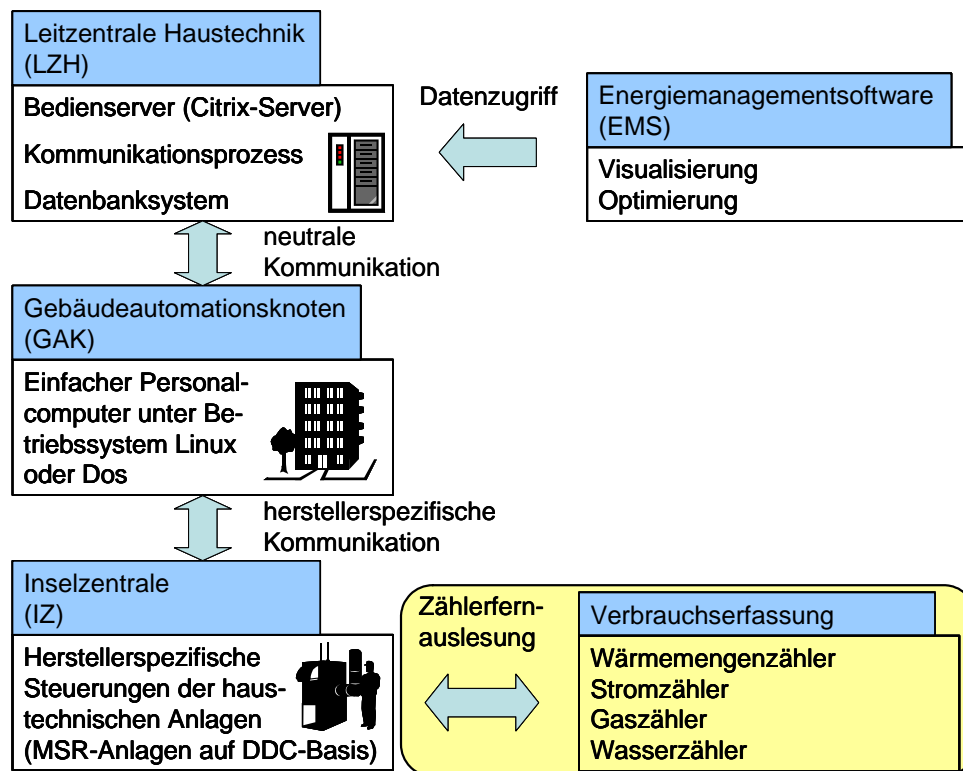 Leitzentrale Haustechnik
(LZH)
Bedienserver (Citrix-Server)
Kommunikationsprozess
Datenbanksystem
Datenzugriff
Energiemanagementsoftware
(EMS)
Visualisierung
Optimierung
neutrale
Kommunikation
Gebäudeautomationsknoten
(GAK)
Einfacher Personal-
computer unter Be-
triebssystem Linux
oder Dos
herstellerspezifische
Kommunikation
Inselzentrale
(IZ)
Herstellerspezifische
Steuerungen der haus-
technischen Anlagen
(MSR-Anlagen auf DDC-Basis)
Zählerfern-
auslesung
Verbrauchserfassung
Wärmemengenzähler
Stromzähler
Gaszähler
Wasserzähler